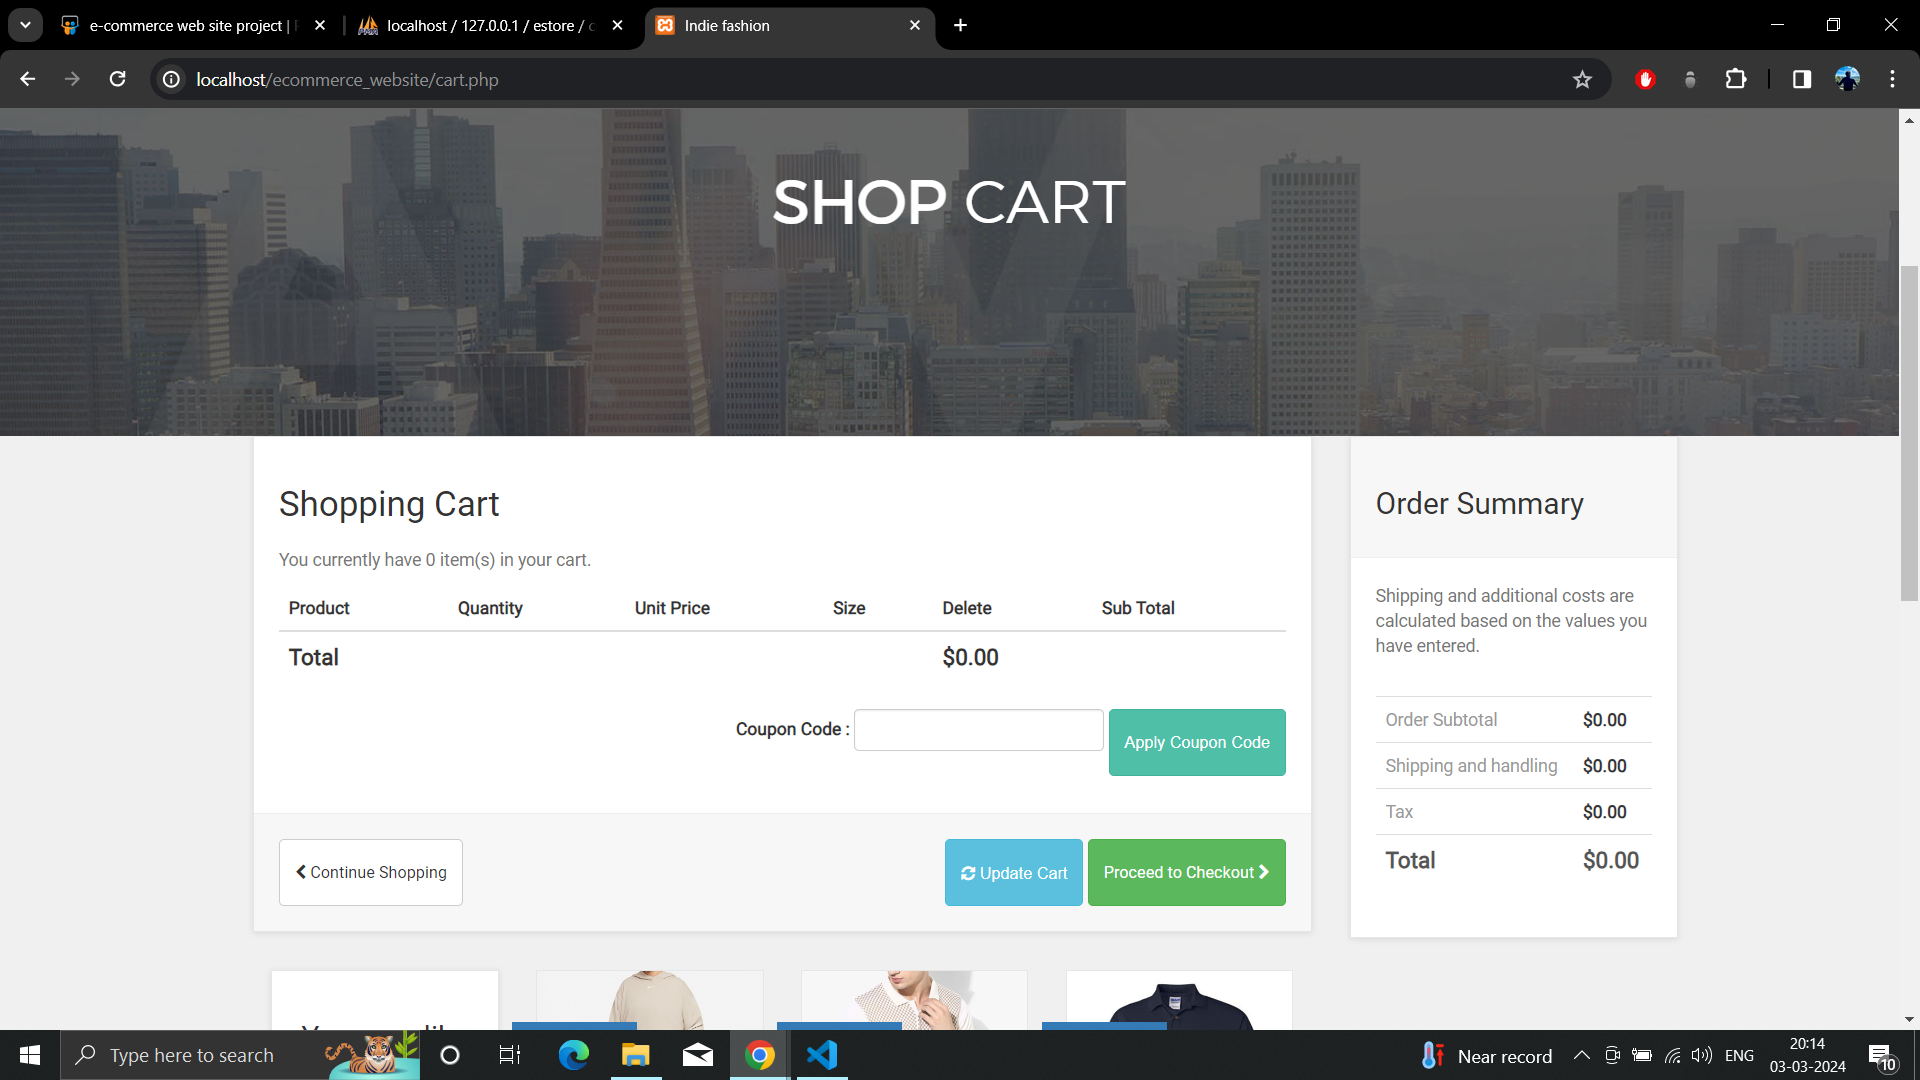 e-commerce web site project |
localhost / 127.0.0.1 / estore /
Indie fashion
localhost/ecommerce_website/cart.php
SHOP CART
Shopping Cart
You currently have 0 item(s) in your cart.
Product Quantity Unit Price Size Delete Sub Total
Total $0.00
Coupon Code :
Apply Coupon Code
Continue Shopping
Update Cart
Proceed to Checkout
Order Summary
Shipping and additional costs are
calculated based on the values you
have entered.
Order Subtotal $0.00
Shipping and handling $0.00
Tax $0.00
Total $0.00
Type here to search
Near record
ENG
20:14
03-03-2024
10